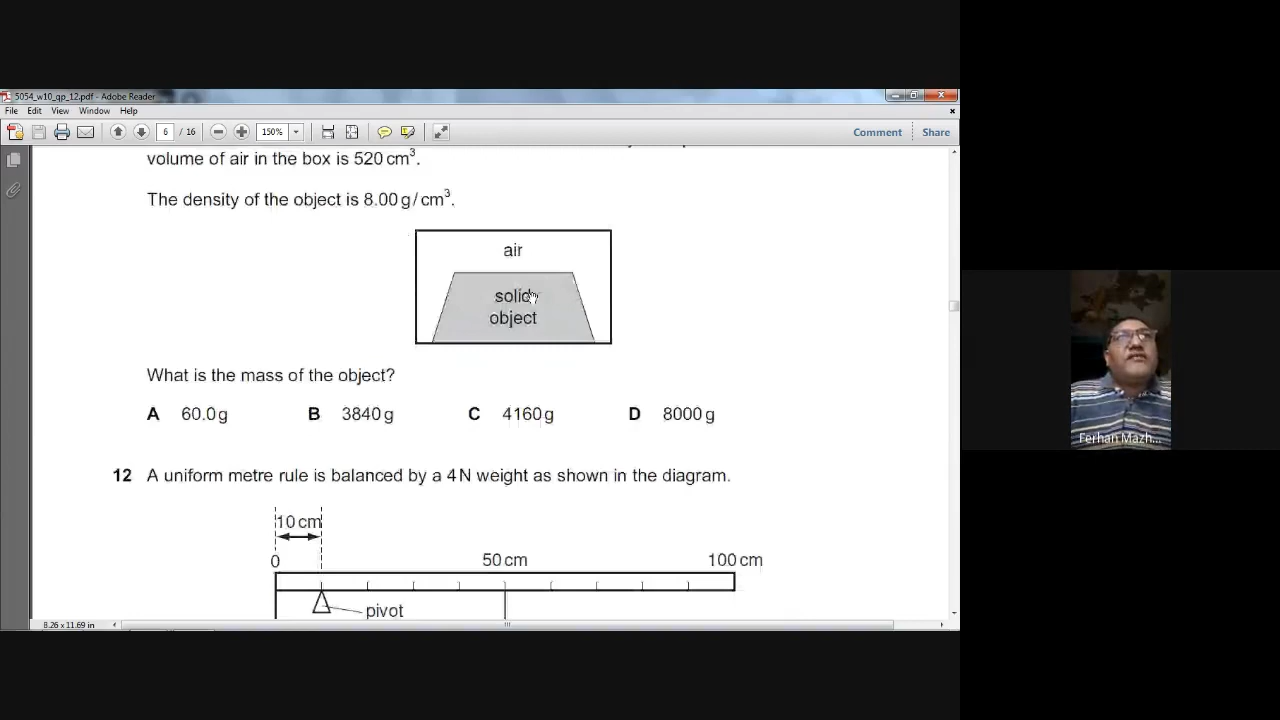 5054_w10_qp_12.pdf - Adobe Reader
File Edit View Window Help
6 / 16 150% Comment Share
volume of air in the box is 520 cm³.
The density of the object is 8.00 g / cm³.
air
solid
object
What is the mass of the object?
A 60.0 g B 3840 g C 4160 g D 8000 g
12 A uniform metre rule is balanced by a 4 N weight as shown in the diagram.
10 cm
0 50 cm 100 cm
pivot
8.26 x 11.69 in
Ferhan Mazh...